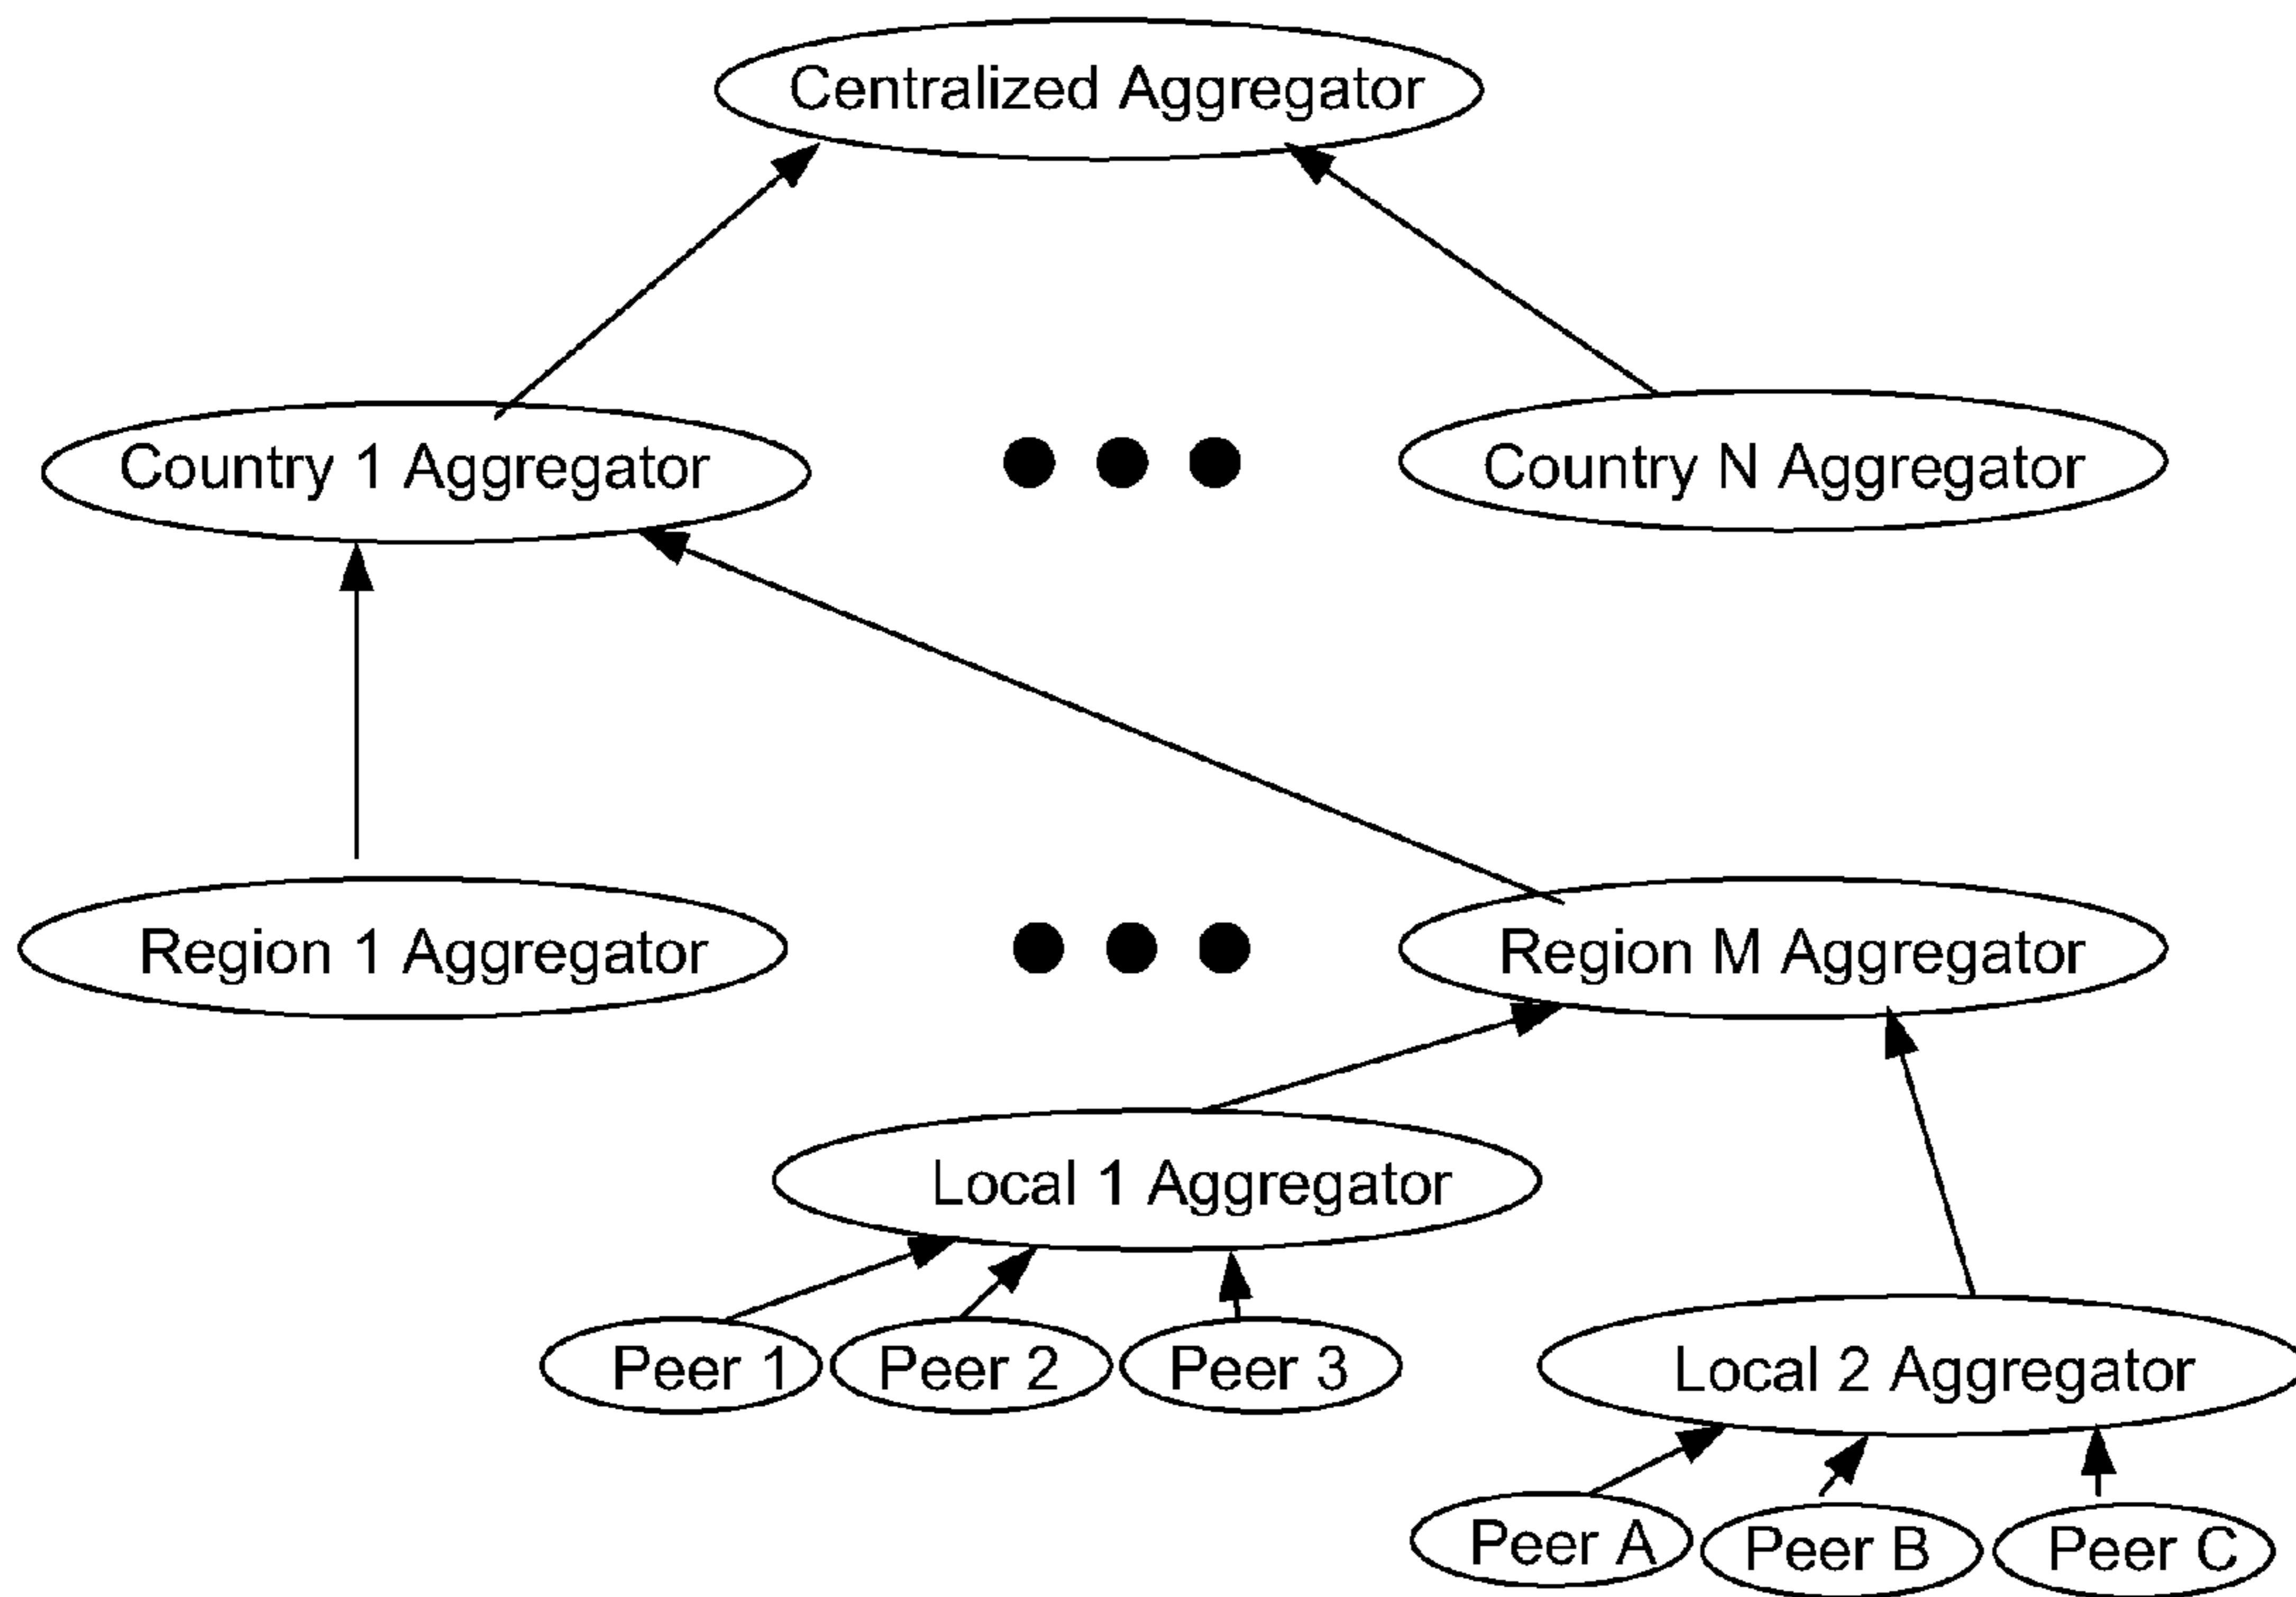 Centralized Aggregator
Country 1 Aggregator
Country N Aggregator
Region 1 Aggregator
Region M Aggregator
Local 1 Aggregator
Peer 1
Peer 2
Peer 3
Local 2 Aggregator
Peer A
Peer B
Peer C